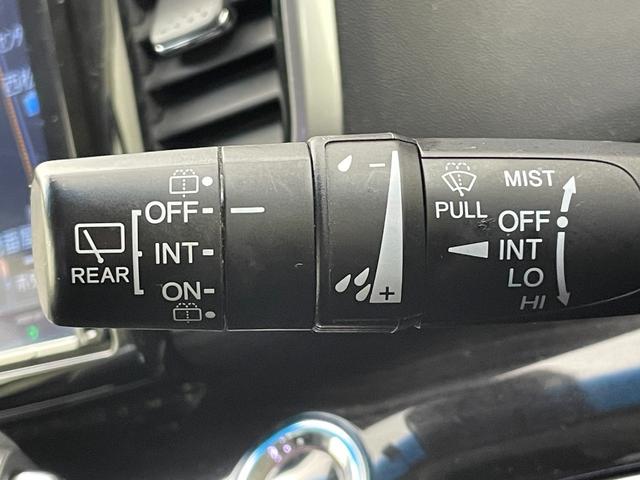 OFF
INT
ON
REAR
- 
+
PULL
MIST
OFF
INT
LO
HI